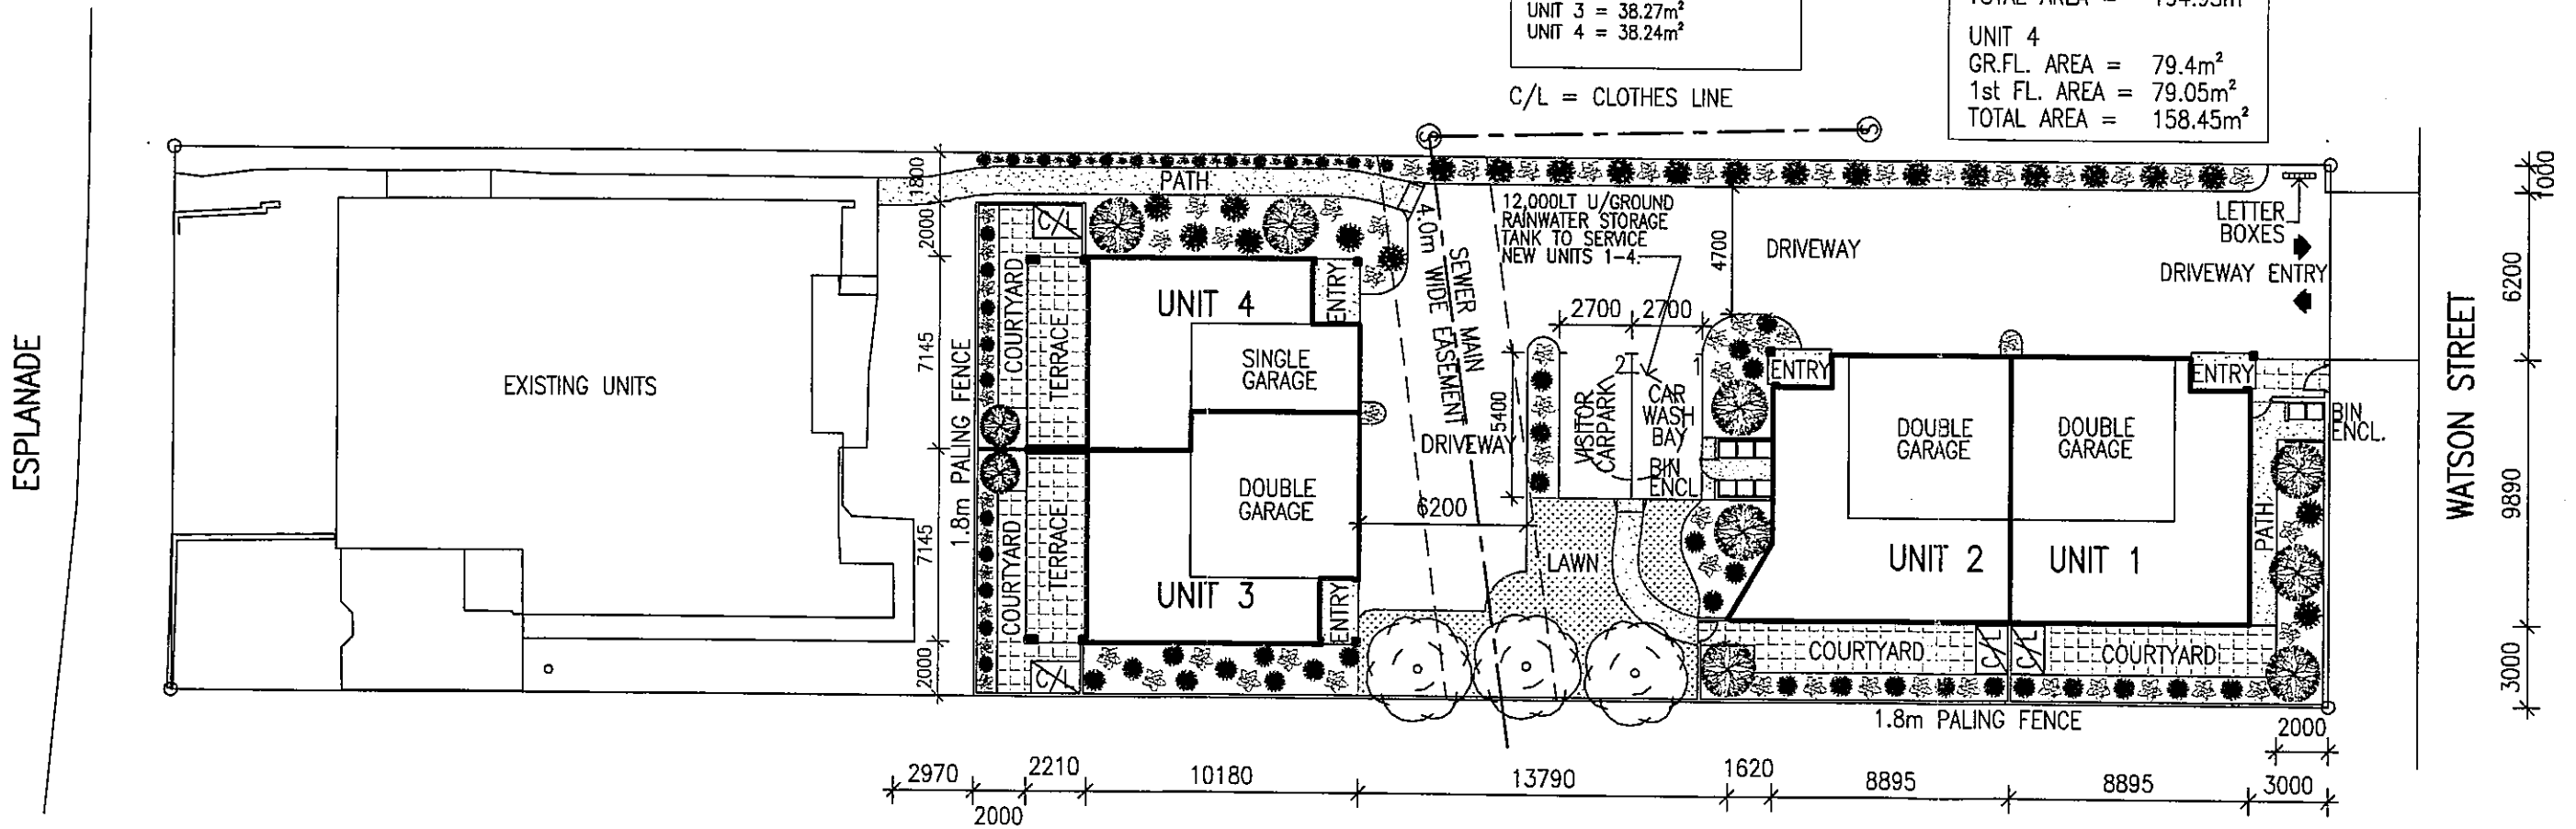 UNIT 3 = 38.27m²
UNIT 4 = 38.24m²
C/L = CLOTHES LINE
TOTAL AREA = 154.95m²
UNIT 4
GR.FL. AREA = 79.4m²
1st FL. AREA = 79.05m²
TOTAL AREA = 158.45m²
S
S
ESPLANADE
EXISTING UNITS
1800
2000
7145
7145
2000
1.8m PALING FENCE
PATH
C/L
COURTYARD
TERRACE
UNIT 4
ENTRY
SINGLE
GARAGE
DOUBLE
GARAGE
COURTYARD
TERRACE
UNIT 3
ENTRY
C/L
4.0m WIDE EASEMENT
SEWER MAIN
12,000LT U/GROUND
RAINWATER STORAGE
TANK TO SERVICE
NEW UNITS 1-4.
4700
DRIVEWAY
2700
2700
5400
2
1
VISITOR
CARPARK
CAR
WASH
BAY
BIN
ENCL
DRIVEWAY
6200
LAWN
ENTRY
DOUBLE
GARAGE
DOUBLE
GARAGE
ENTRY
UNIT 2
UNIT 1
COURTYARD
C/L
C/L
COURTYARD
PATH
BIN
ENCL.
LETTER
BOXES
DRIVEWAY ENTRY
WATSON STREET
1000
6200
9890
3000
1.8m PALING FENCE
2000
2970
2000
2210
10180
13790
1620
8895
8895
3000